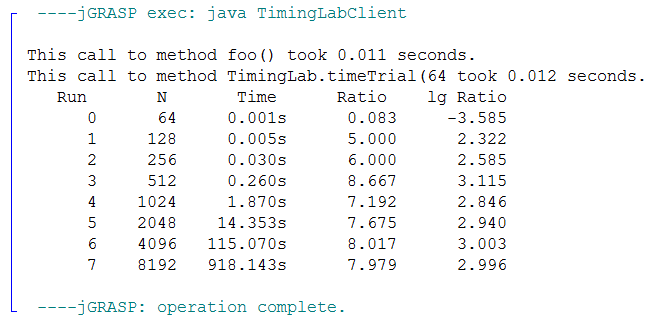 ----jGRASP exec: java TimingLabClient
This call to method foo() took 0.011 seconds.
This call to method TimingLab.timeTrial(64 took 0.012 seconds.
Run N Time Ratio lg Ratio
0 64 0.001s 0.083 -3.585
1 128 0.005s 5.000 2.322
2 256 0.030s 6.000 2.585
3 512 0.260s 8.667 3.115
4 1024 1.870s 7.192 2.846
5 2048 14.353s 7.675 2.940
6 4096 115.070s 8.017 3.003
7 8192 918.143s 7.979 2.996
----jGRASP: operation complete.